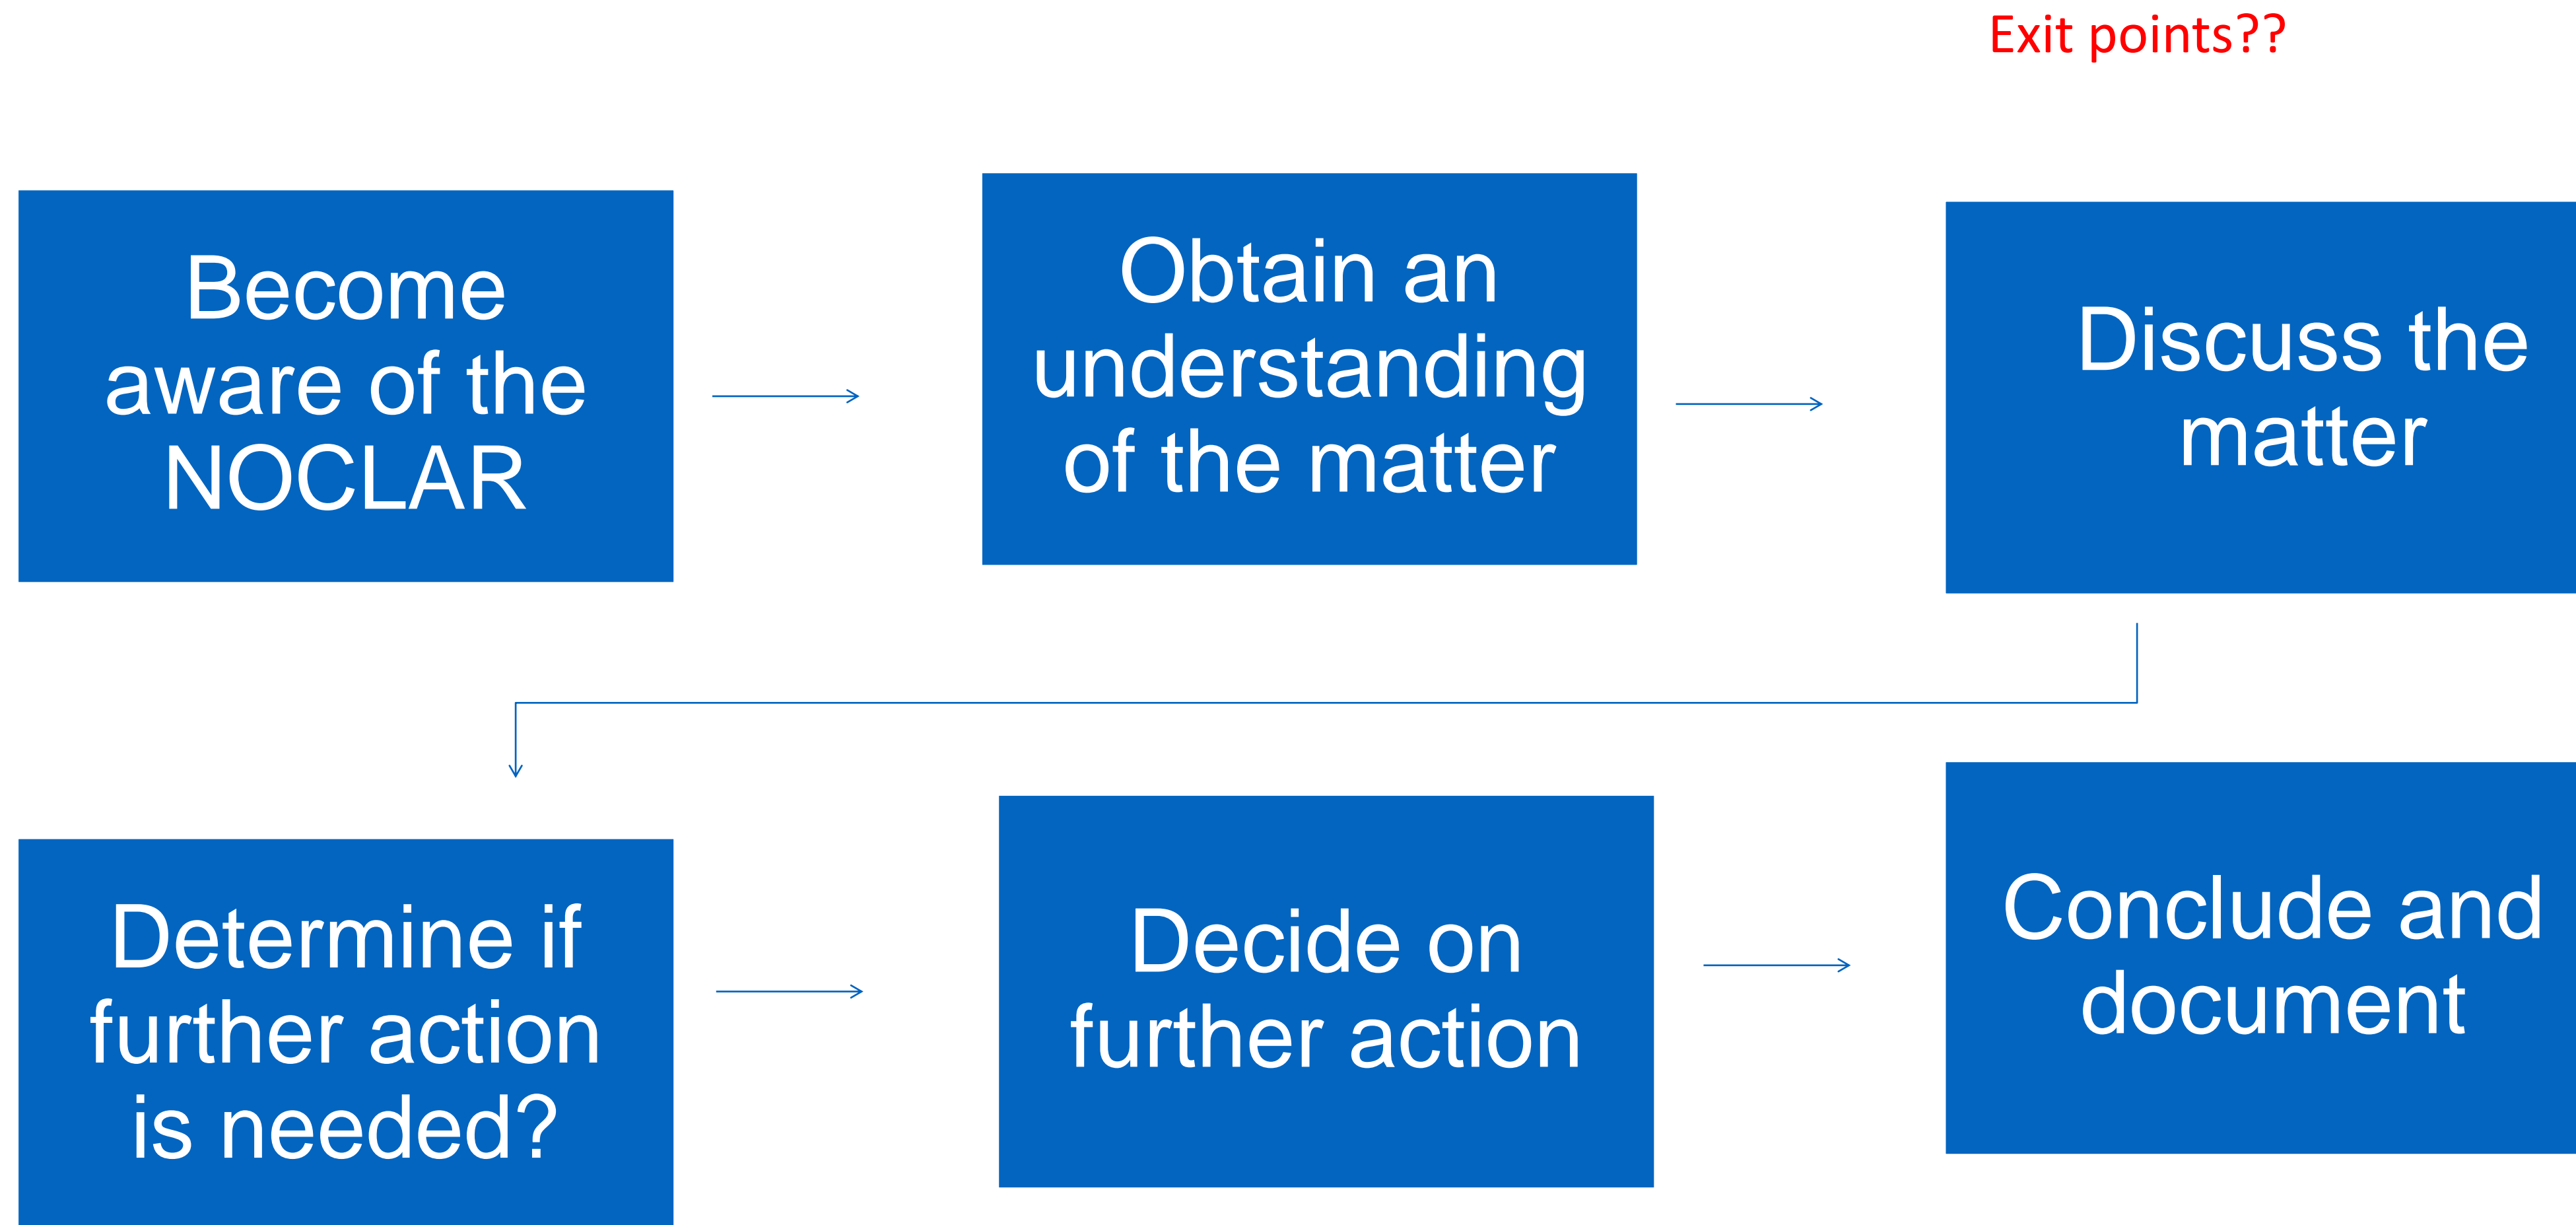 Exit points??
Become
aware of the
NOCLAR
Obtain an
understanding
of the matter
Discuss the
matter
Determine if
further action
is needed?
Decide on
further action
Conclude and
document